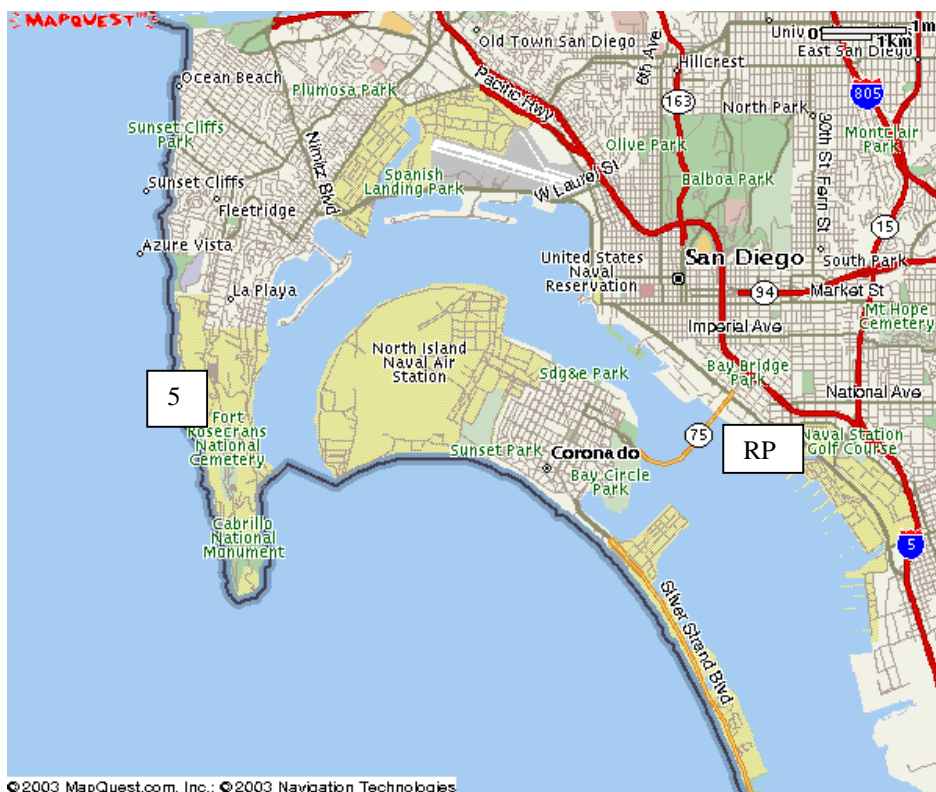 MAPQUEST
Ocean Beach
Plumosa Park
Old Town San Diego
Pacific Hwy
6th Ave
Hillcrest
163
Univ
0
1m
1km
East San Diego
805
North Park
30th St
Fern St
Montclair
Park
Sunset Cliffs
Park
Nimitz Blvd
Sunset Cliffs
Fleetridge
Spanish
Landing Park
W Laurel St
Olive Park
Balboa Park
15
Azure Vista
La Playa
United States
Naval
Reservation
San Diego
South Park
94
Market St
Mt Hope
Cemetery
Imperial Ave
North Island
Naval Air
Station
Sdg&e Park
Bay Bridge
Park
National Ave
5
Fort
Rosecrans
National
Cemetery
Sunset Park
Coronado
Bay Circle
Park
75
RP
Naval Station
Golf Course
Cabrillo
National
Monument
5
Silver Strand Blvd
©2003 MapQuest.com, Inc.; ©2003 Navigation Technologies